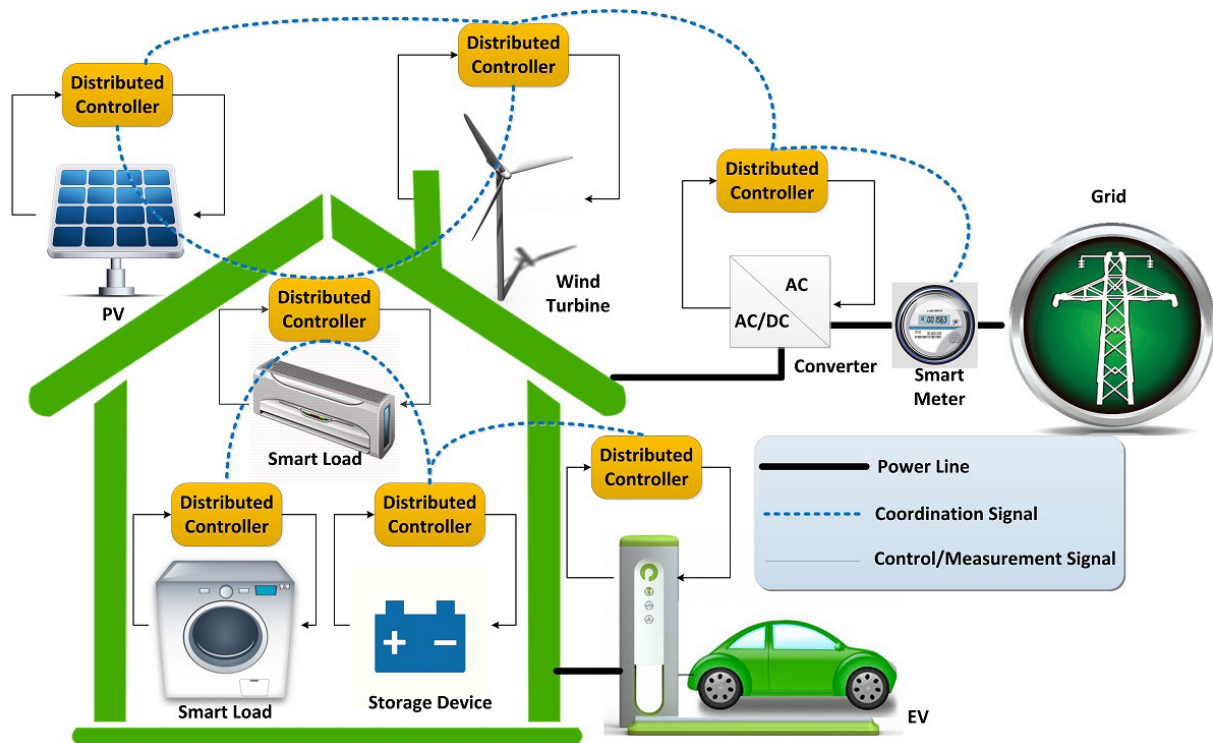 Distributed
Controller
Distributed
Controller
Distributed
Controller
Grid
PV
Wind
Turbine
Distributed
Controller
AC
AC/DC
Converter
Smart
Meter
Smart Load
Distributed
Controller
Distributed
Controller
Distributed
Controller
Power Line
Coordination Signal
Control/Measurement Signal
+ −
Smart Load
Storage Device
EV